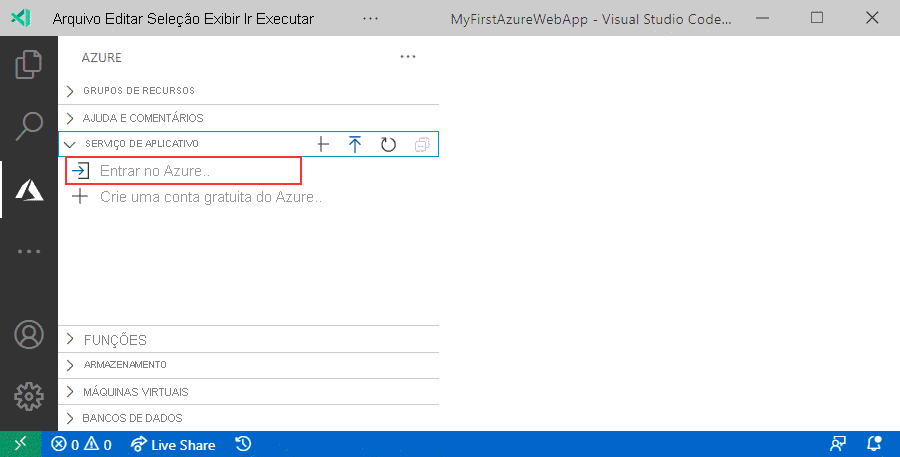 Arquivo Editar Seleção Exibir Ir Executar ... MyFirstAzureWebApp - Visual Studio Code...
AZURE ...
GRUPOS DE RECURSOS
AJUDA E COMENTÁRIOS
SERVIÇO DE APLICATIVO
Entrar no Azure..
Crie uma conta gratuita do Azure..
FUNÇÕES
ARMAZENAMENTO
MÁQUINAS VIRTUAIS
BANCOS DE DADOS
0 0 Live Share